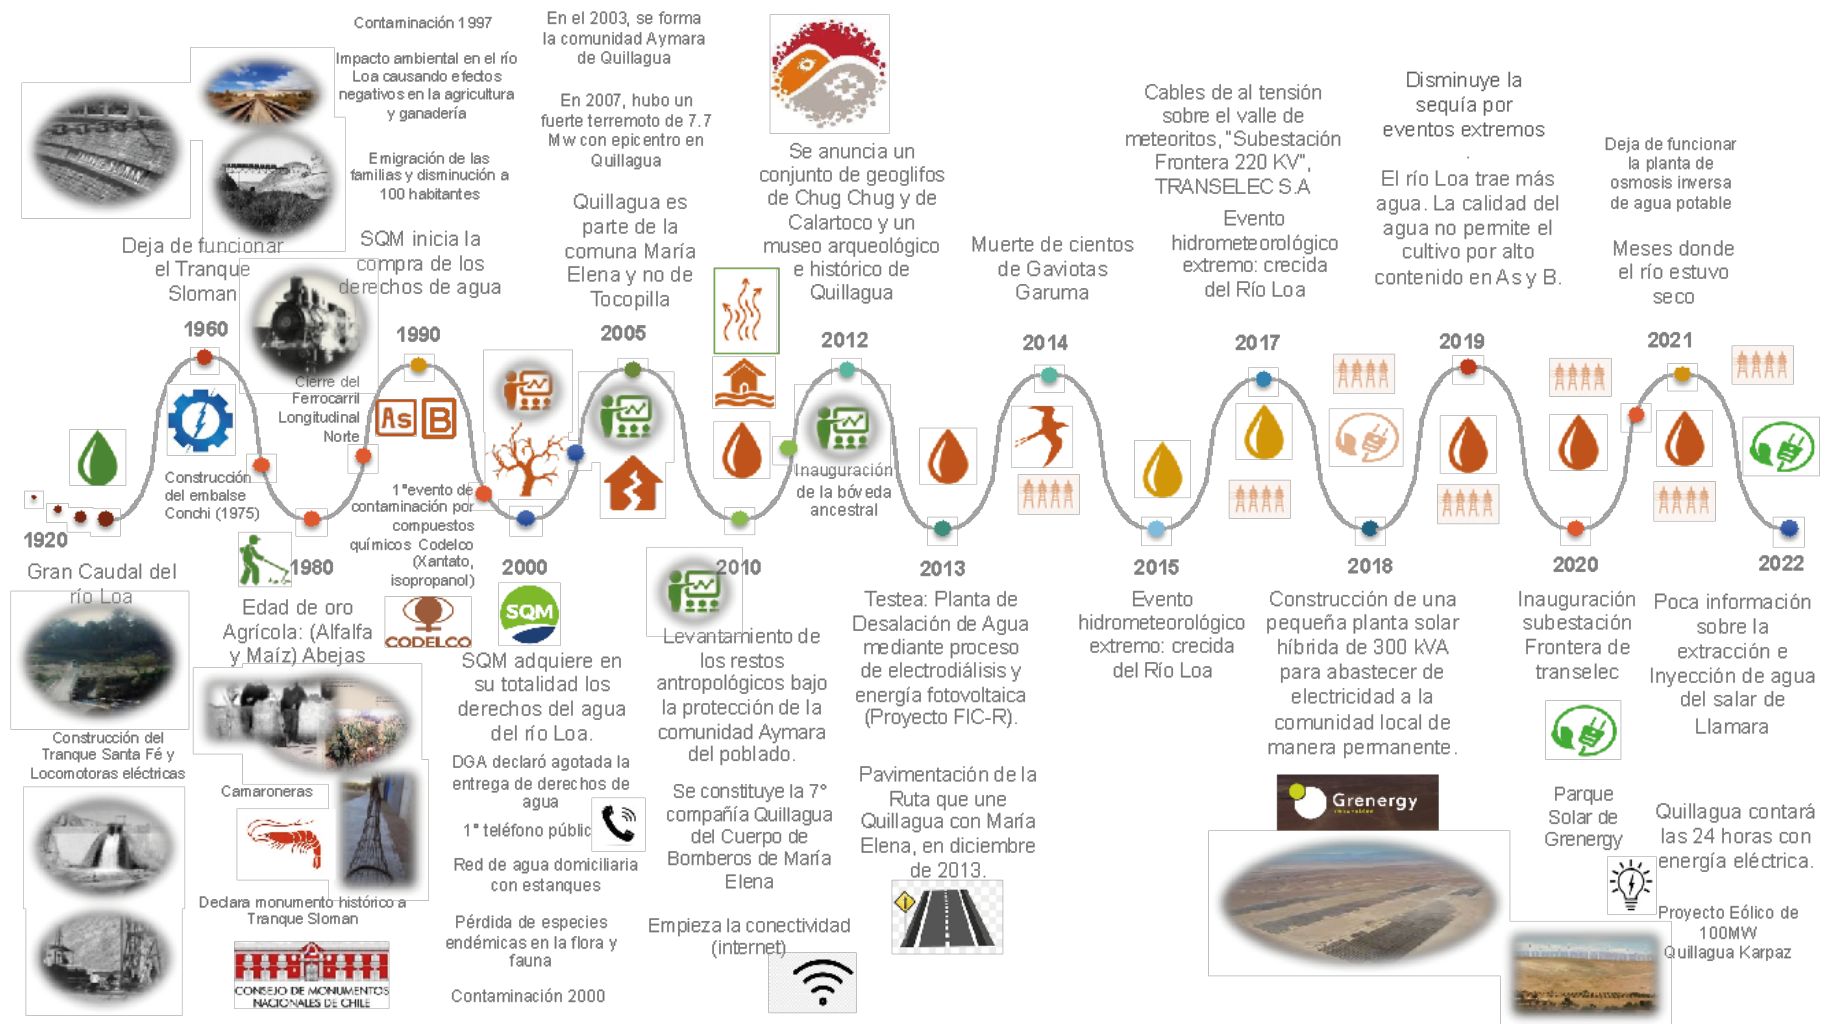 Contaminación 1997
Impacto ambiental en el río
Loa causando efectos
negativos en la agricultura
y ganadería
Emigración de las
familias y disminución a
100 habitantes
Deja de funcionar
el Tranque
Sloman
1960
SQM inicia la
compra de los
derechos de agua
1990
En el 2003, se forma
la comunidad Aymara
de Quillagua
En 2007, hubo un
fuerte terremoto de 7.7
Mw con epicentro en
Quillagua
Quillagua es
parte de la
comuna María
Elena y no de
Tocopilla
2005
Se anuncia un
conjunto de geoglifos
de Chug Chug y de
Calartoco y un
museo arqueológico
e histórico de
Quillagua
2012
Muerte de cientos
de Gaviotas
Garuma
2014
Cables de al tensión
sobre el valle de
meteoritos, "Subestación
Frontera 220 KV",
TRANSELEC S.A
Evento
hidrometeorológico
extremo: crecida
del Río Loa
2017
Disminuye la
sequía por
eventos extremos
.
El río Loa trae más
agua. La calidad del
agua no permite el
cultivo por alto
contenido en As y B.
2019
Deja de funcionar
la planta de
osmosis inversa
de agua potable
Meses donde
el río estuvo
seco
2021
Construcción
del embalse
Conchi (1975)
Cierre del
Ferrocarril
Longitudinal
Norte
As
B
1°evento de
contaminación por
compuestos
químicos Codelco
(Xantato,
isopropanol)
Inauguración
de la bóveda
ancestral
1920
Gran Caudal del
río Loa
Construcción del
Tranque Santa Fé y
Locomotoras eléctricas
1980
Edad de oro
Agrícola: (Alfalfa
y Maíz) Abejas
Camaroneras
Declara monumento histórico a
Tranque Sloman
CONSEJO DE MONUMENTOS
NACIONALES DE CHILE
CODELCO
2000
SQM
SQM adquiere en
su totalidad los
derechos del agua
del río Loa.
DGA declaró agotada la
entrega de derechos de
agua
1° teléfono públic
Red de agua domiciliaria
con estanques
Pérdida de especies
endémicas en la flora y
fauna
Contaminación 2000
2010
Levantamiento de
los restos
antropológicos bajo
la protección de la
comunidad Aymara
del poblado.
Se constituye la 7°
compañía Quillagua
del Cuerpo de
Bomberos de María
Elena
Empieza la conectividad
(internet)
2013
Testea: Planta de
Desalación de Agua
mediante proceso
de electrodiálisis y
energía fotovoltaica
(Proyecto FIC-R).
Pavimentación de la
Ruta que une
Quillagua con María
Elena, en diciembre
de 2013.
2015
Evento
hidrometeorológico
extremo: crecida
del Río Loa
2018
Construcción de una
pequeña planta solar
híbrida de 300 kVA
para abastecer de
electricidad a la
comunidad local de
manera permanente.
Grenergy
2020
Inauguración
subestación
Frontera de
transelec
Parque
Solar de
Grenergy
2022
Poca información
sobre la
extracción e
Inyección de agua
del salar de
Llamara
Quillagua contará
las 24 horas con
energía eléctrica.
Proyecto Eólico de
100MW
Quillagua Karpaz